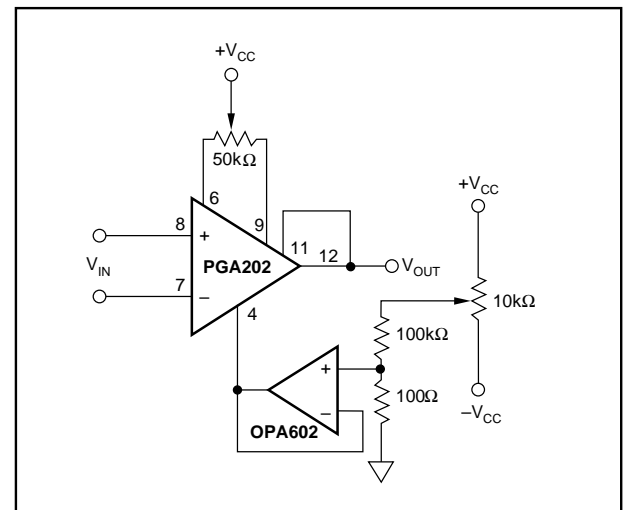 +VCC
50kΩ
6
9
8
+
11
12
VIN
PGA202
VOUT
7
–
4
+VCC
10kΩ
100kΩ
+
100Ω
–
OPA602
–VCC